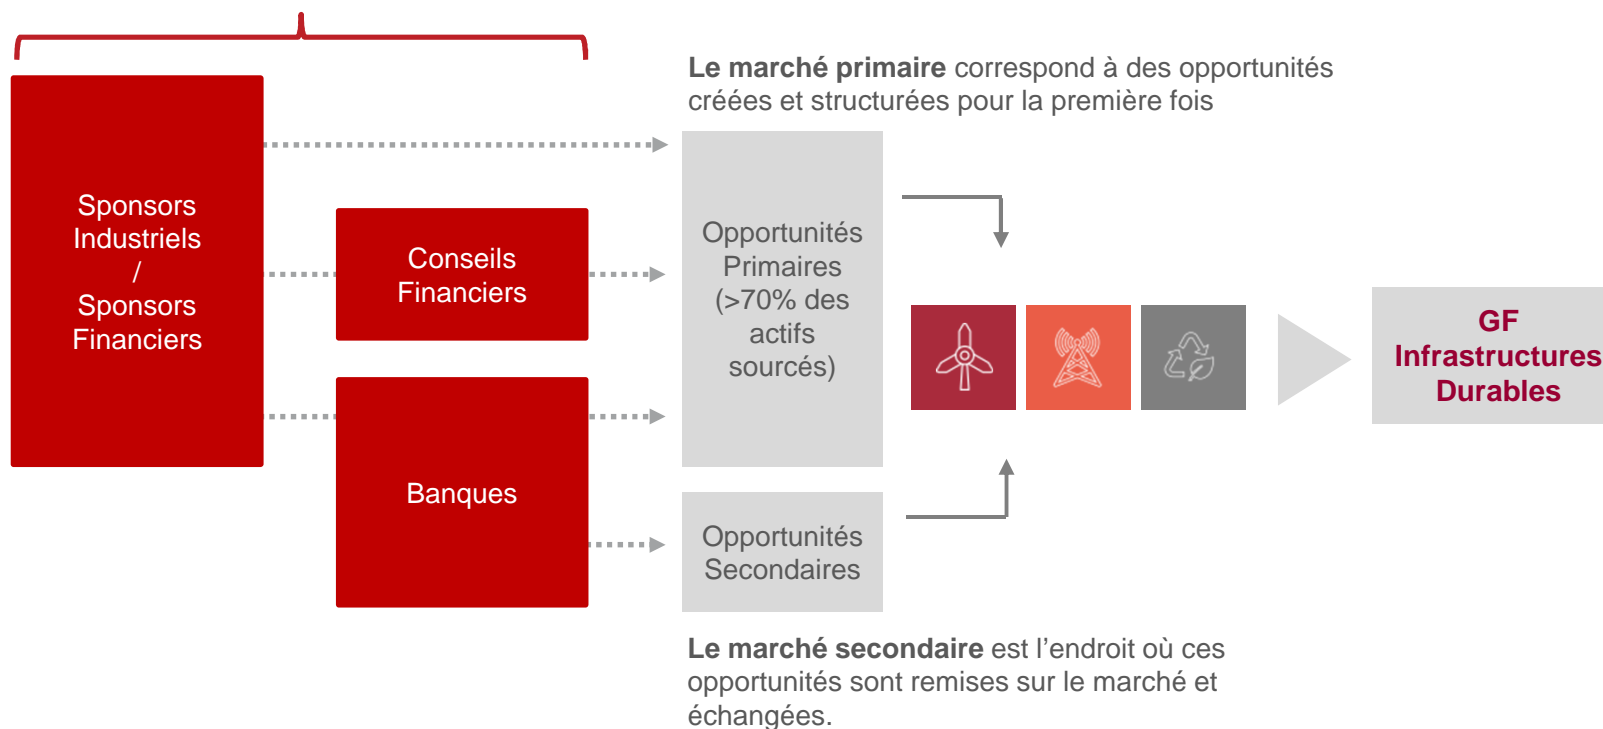 Le marché primaire correspond à des opportunités
créées et structurées pour la première fois
Sponsors
Industriels
/
Sponsors
Financiers
Conseils
Financiers
Banques
Opportunités
Primaires
(>70% des
actifs
sourcés)
Opportunités
Secondaires
GF
Infrastructures
Durables
Le marché secondaire est l’endroit où ces
opportunités sont remises sur le marché et
échangées.